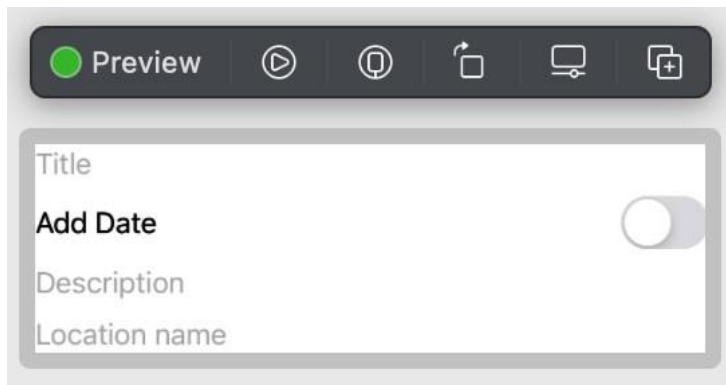 Preview
Title
Add Date
Description
Location name